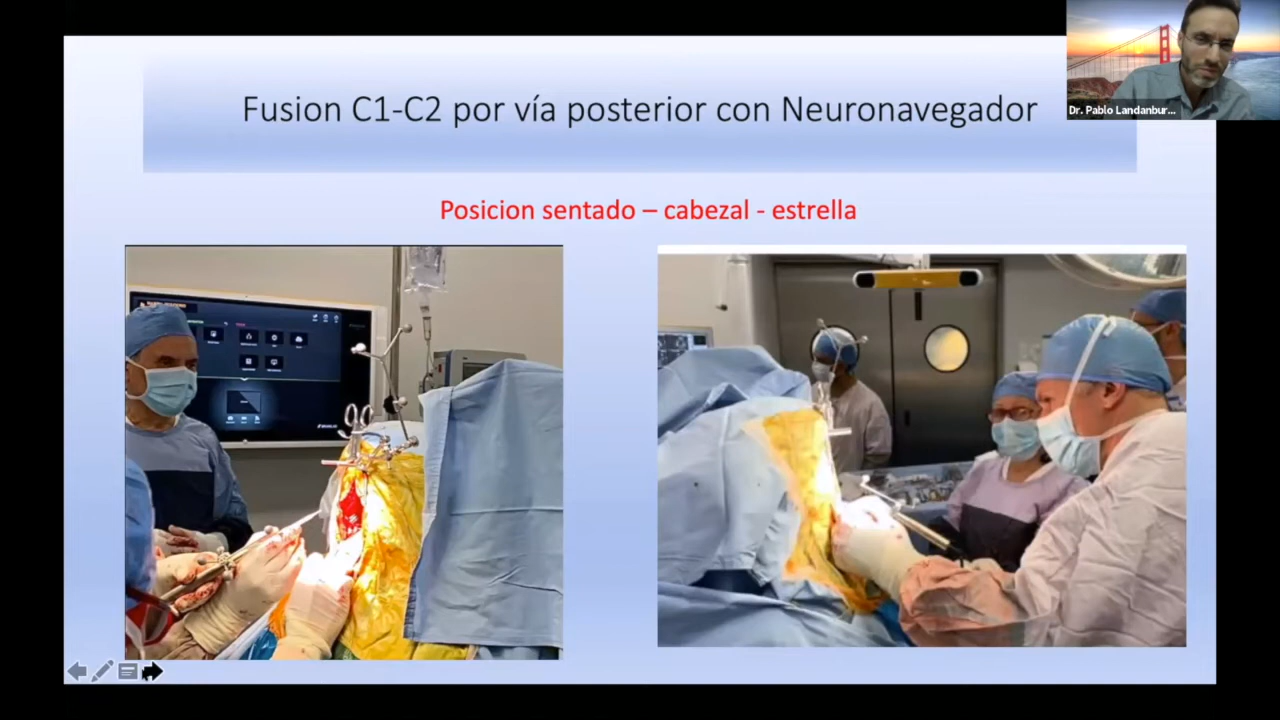 Fusion C1-C2 por vía posterior con Neuronavegador
Dr. Pablo Landanbur...
Posicion sentado – cabezal - estrella